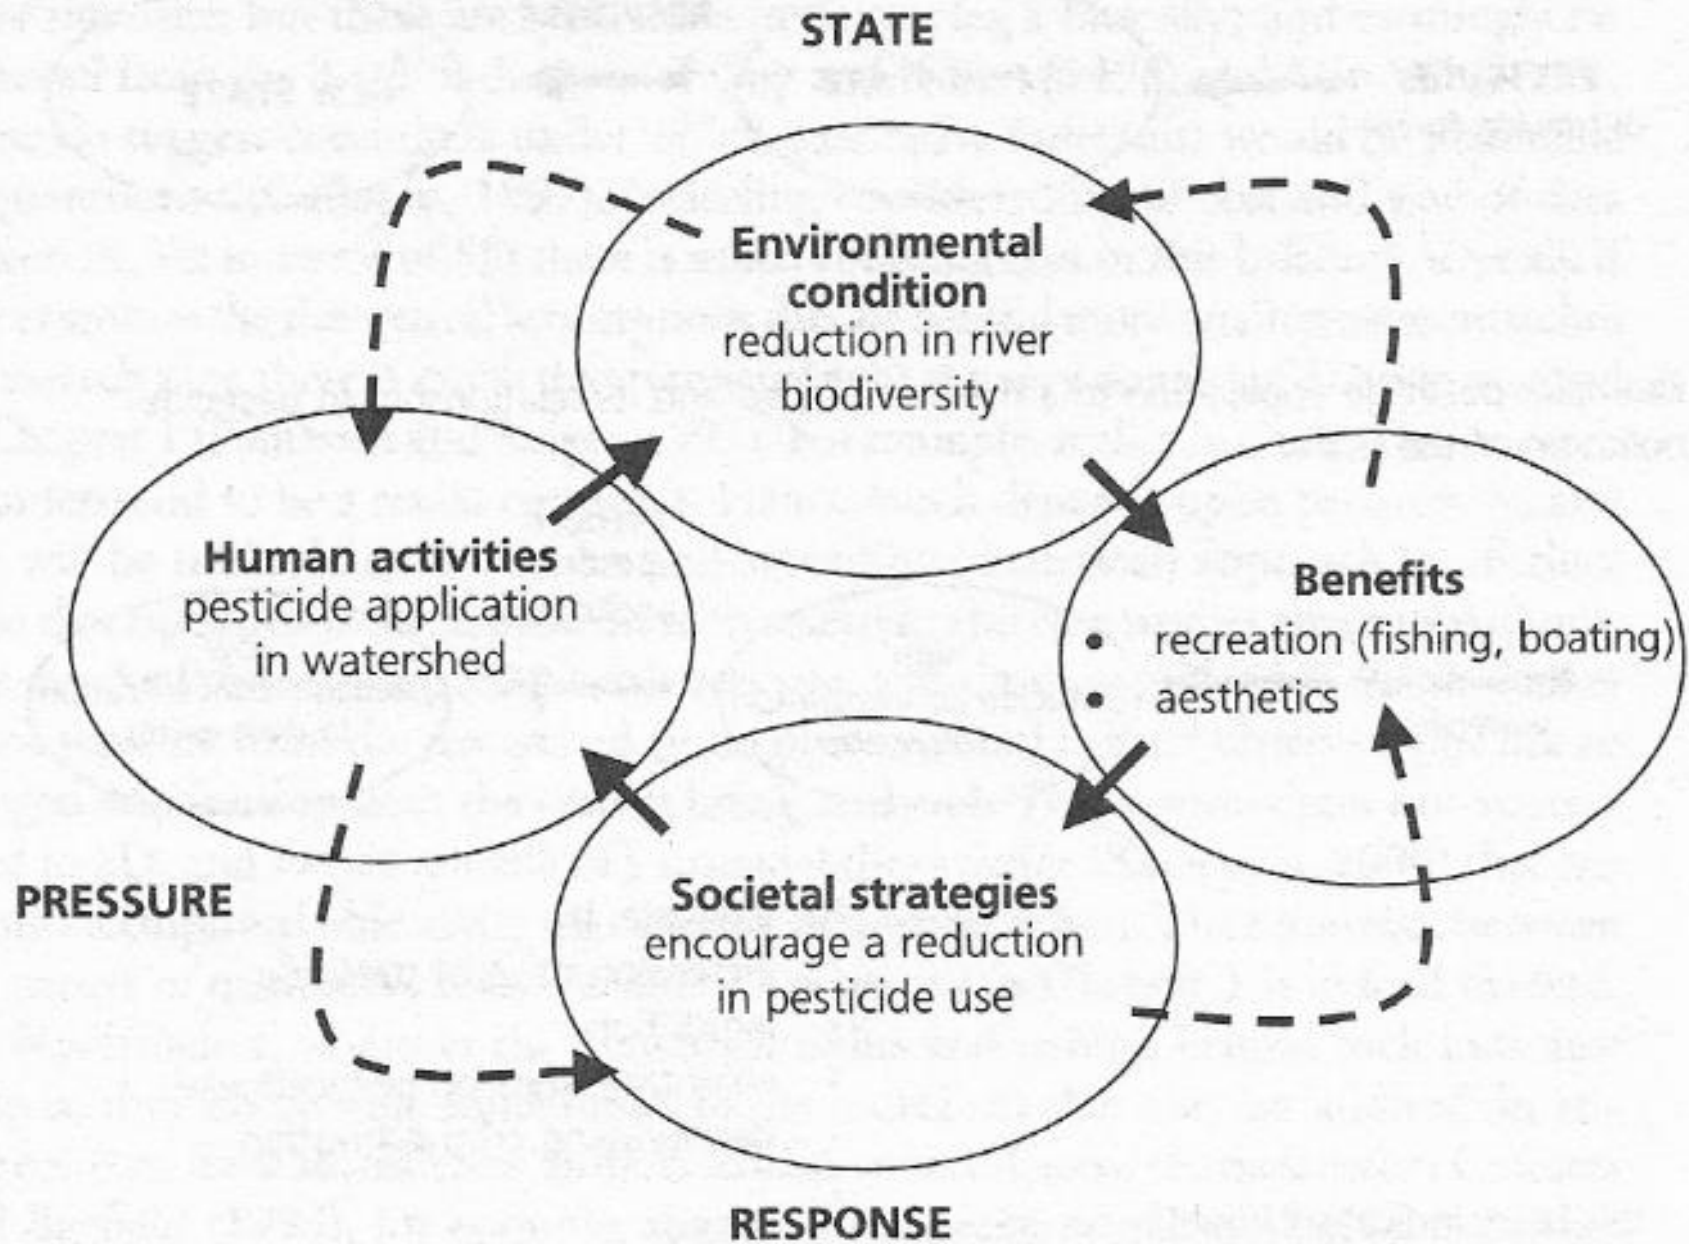 STATE
Environmental
condition
reduction in river
biodiversity
Human activities
pesticide application
in watershed
Benefits
• recreation (fishing, boating)
• aesthetics
PRESSURE
Societal strategies
encourage a reduction
in pesticide use
RESPONSE